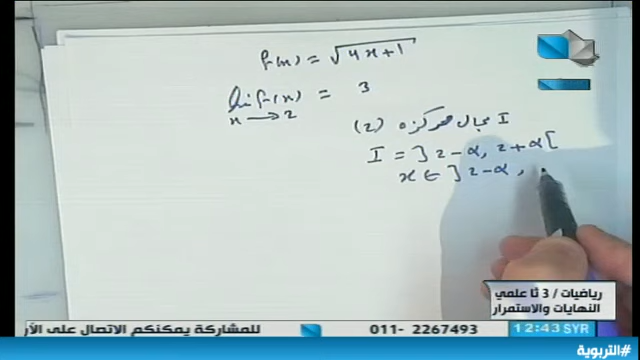 f(x) = √4x+1
lim f(x) = 3
x → 2
I مجال مركزه (2)
I = ]2-α, 2+α[
x ∈ ]2-α,
رياضيات / 3 ثا علمي
النهايات والاستمرار
للمشاركة يمكنكم الاتصال على الأر
011- 2267493
12:43 SYR
#التربوية